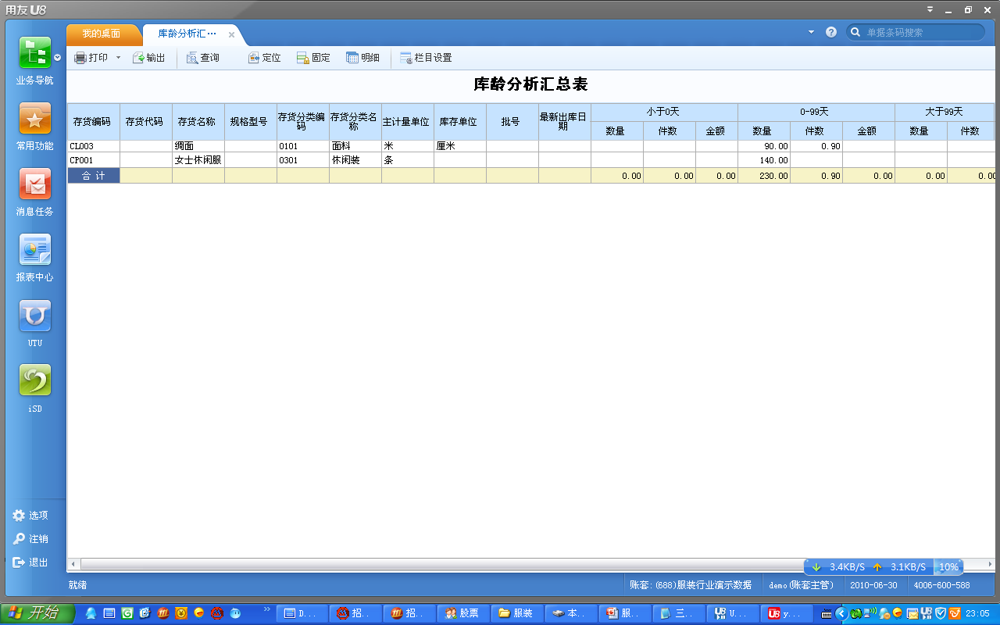 用友U8
我的桌面 库龄分析汇… 单据条码搜索
打印 输出 查询 定位 固定 明细 栏目设置
业务导航
常用功能
消息任务
报表中心
UTU
iSD
选项
注销
退出
库龄分析汇总表
存货编码 存货代码 存货名称 规格型号 存货分类编码 存货分类名称 主计量单位 库存单位 批号 最新出库日期 小于0天 0-99天 大于99天
数量 件数 金额 数量 件数 金额 数量 件数
CL003 绸面 0101 面料 米 厘米 90.00 0.90
CP001 女士休闲服 0301 休闲装 条 140.00
合 计 0.00 0.00 0.00 230.00 0.90 0.00 0.00 0.00
3.4KB/S 3.1KB/S 10%
就绪 账套: (688)服装行业演示数据 demo (账套主管) 2010-06-30 4006-600-588
开始 D... 招.. 招.. 股票 服装 本.. 服.. 三.. U... y... 23:05